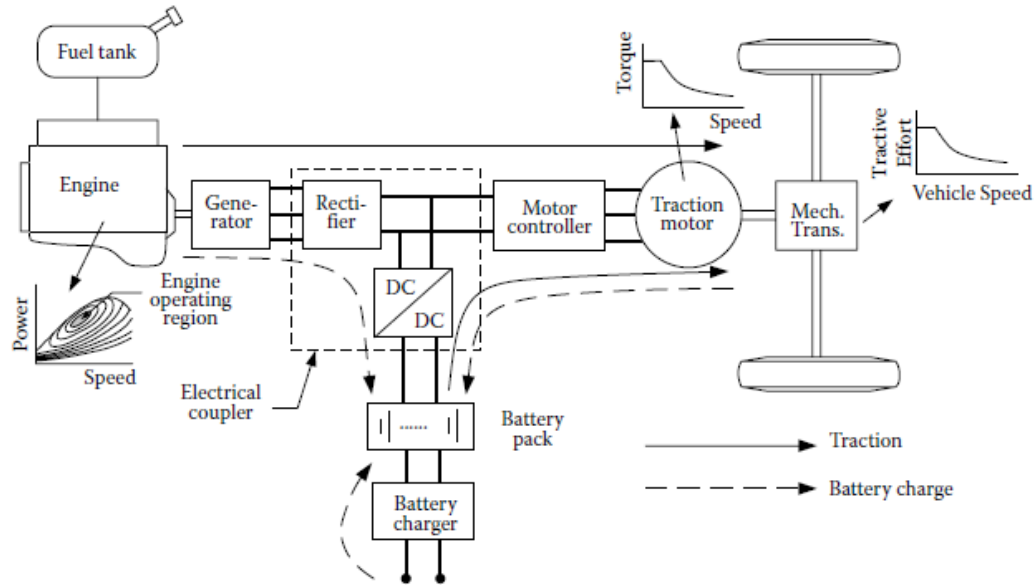 Fuel tank
Torque
Speed
Tractive
Effort
Vehicle Speed
Engine
Gene-
rator
Recti-
fier
Motor
controller
Traction
motor
Mech.
Trans.
DC
DC
Engine
operating
region
Power
Speed
Electrical
coupler
Battery
pack
Traction
Battery charge
Battery
charger